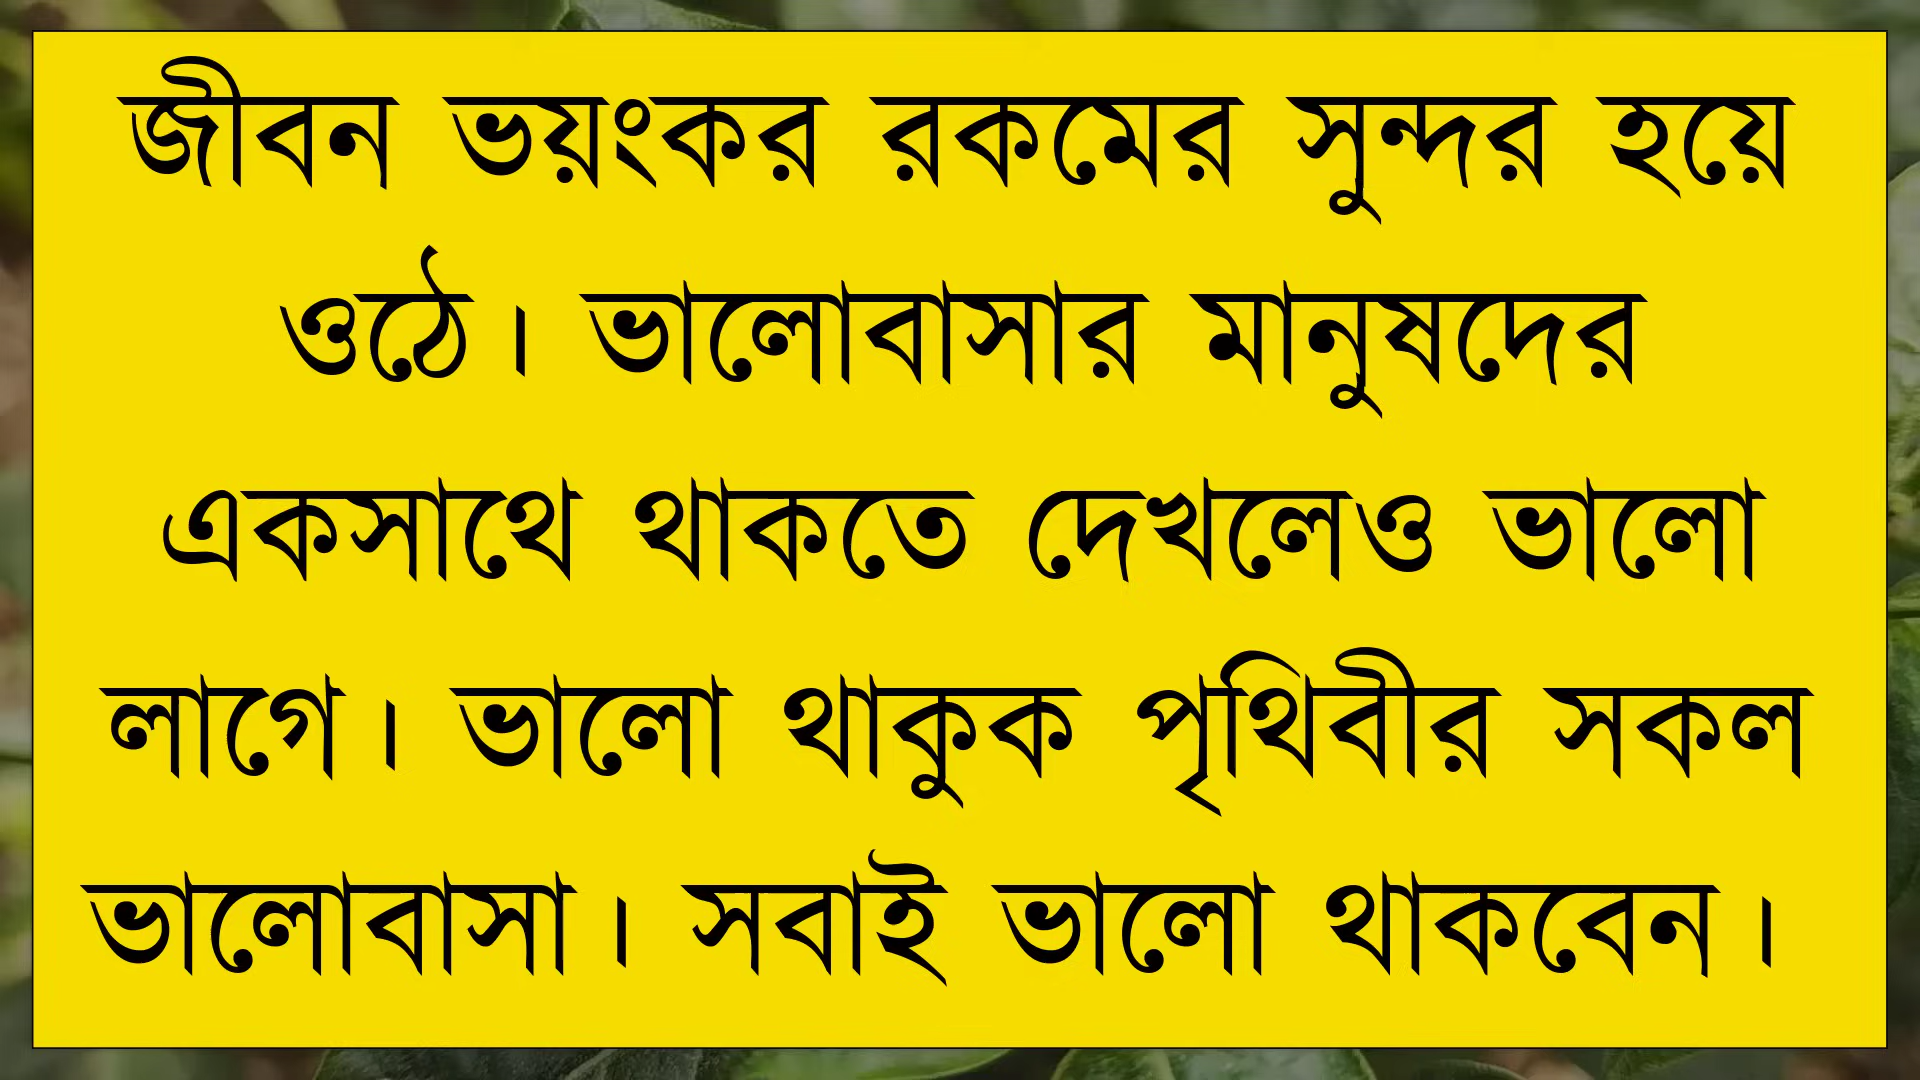 জীবন ভয়ংকর রকমের সুন্দর হয়ে
ওঠে। ভালোবাসার মানুষদের
একসাথে থাকতে দেখলেও ভালো
লাগে। ভালো থাকুক পৃথিবীর সকল
ভালোবাসা। সবাই ভালো থাকবেন।